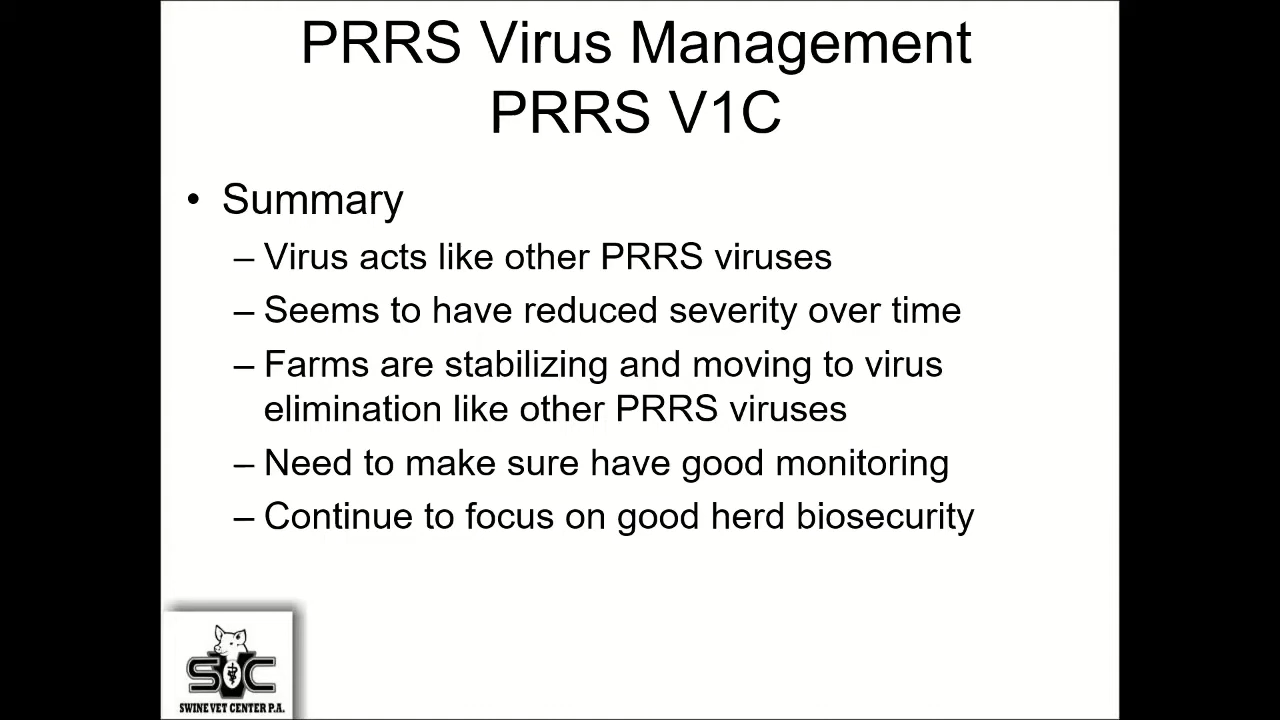 PRRS Virus Management
PRRS V1C
• Summary
– Virus acts like other PRRS viruses
– Seems to have reduced severity over time
– Farms are stabilizing and moving to virus
elimination like other PRRS viruses
– Need to make sure have good monitoring
– Continue to focus on good herd biosecurity
SVC
SWINE VET CENTER P.A.